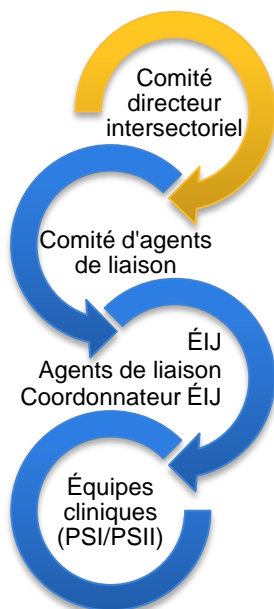 Comité
directeur
intersectoriel
Comité d'agents
de liaison
ÉIJ
Agents de liaison
Coordonnateur ÉIJ
Équipes
cliniques
(PSI/PSII)